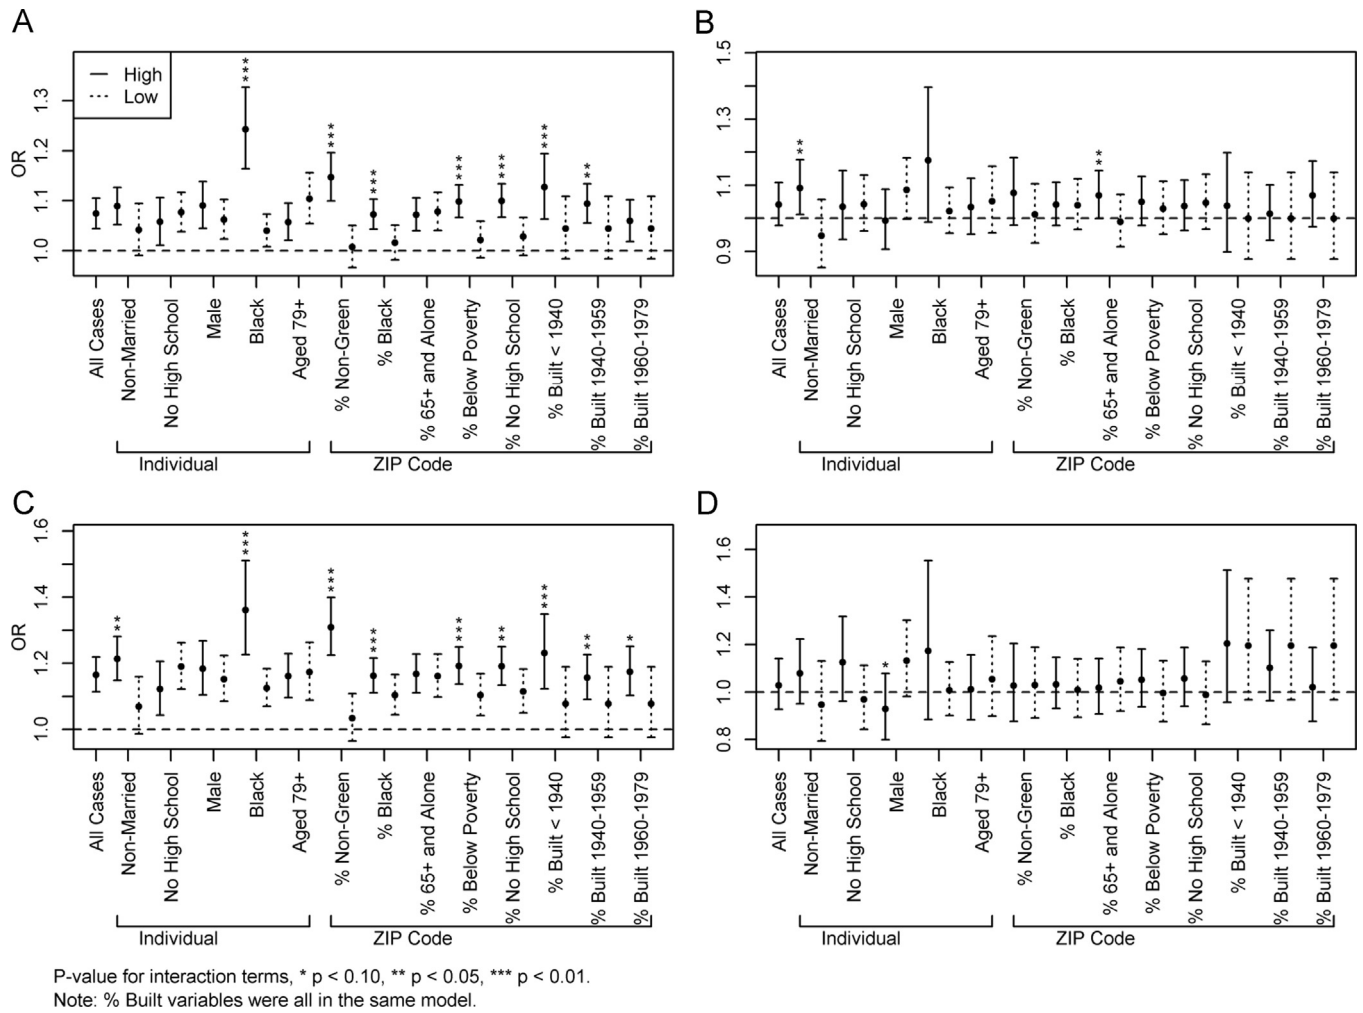 A
High
Low
OR
1.3
1.2
1.1
1.0
***
***
***
***
***
***
**
All Cases
Non-Married
No High School
Male
Black
Aged 79+
% Non-Green
% Black
% 65+ and Alone
% Below Poverty
% No High School
% Built < 1940
% Built 1940-1959
% Built 1960-1979
Individual
ZIP Code
B
1.5
1.3
1.1
0.9
**
**
All Cases
Non-Married
No High School
Male
Black
Aged 79+
% Non-Green
% Black
% 65+ and Alone
% Below Poverty
% No High School
% Built < 1940
% Built 1940-1959
% Built 1960-1979
Individual
ZIP Code
C
OR
1.6
1.4
1.2
1.0
**
***
***
***
***
**
***
**
*
All Cases
Non-Married
No High School
Male
Black
Aged 79+
% Non-Green
% Black
% 65+ and Alone
% Below Poverty
% No High School
% Built < 1940
% Built 1940-1959
% Built 1960-1979
Individual
ZIP Code
D
1.6
1.4
1.2
1.0
0.8
*
All Cases
Non-Married
No High School
Male
Black
Aged 79+
% Non-Green
% Black
% 65+ and Alone
% Below Poverty
% No High School
% Built < 1940
% Built 1940-1959
% Built 1960-1979
Individual
ZIP Code
P-value for interaction terms, * p < 0.10, ** p < 0.05, *** p < 0.01.
Note: % Built variables were all in the same model.